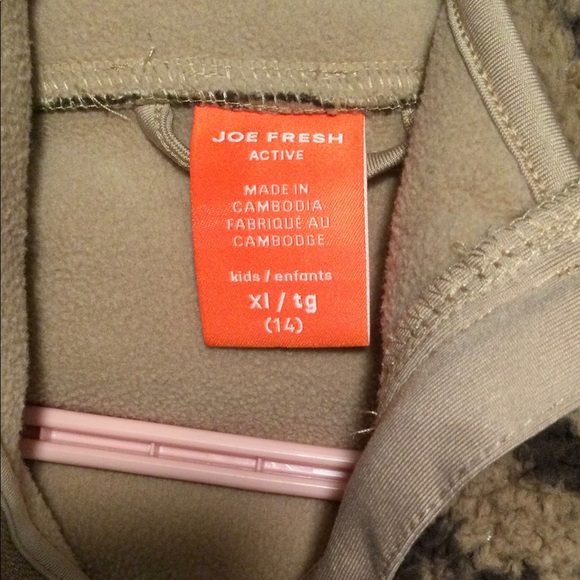 JOE FRESH
ACTIVE
MADE IN
CAMBODIA
FABRIQUÉ AU
CAMBODGE
kids / enfants
xl / tg
(14)